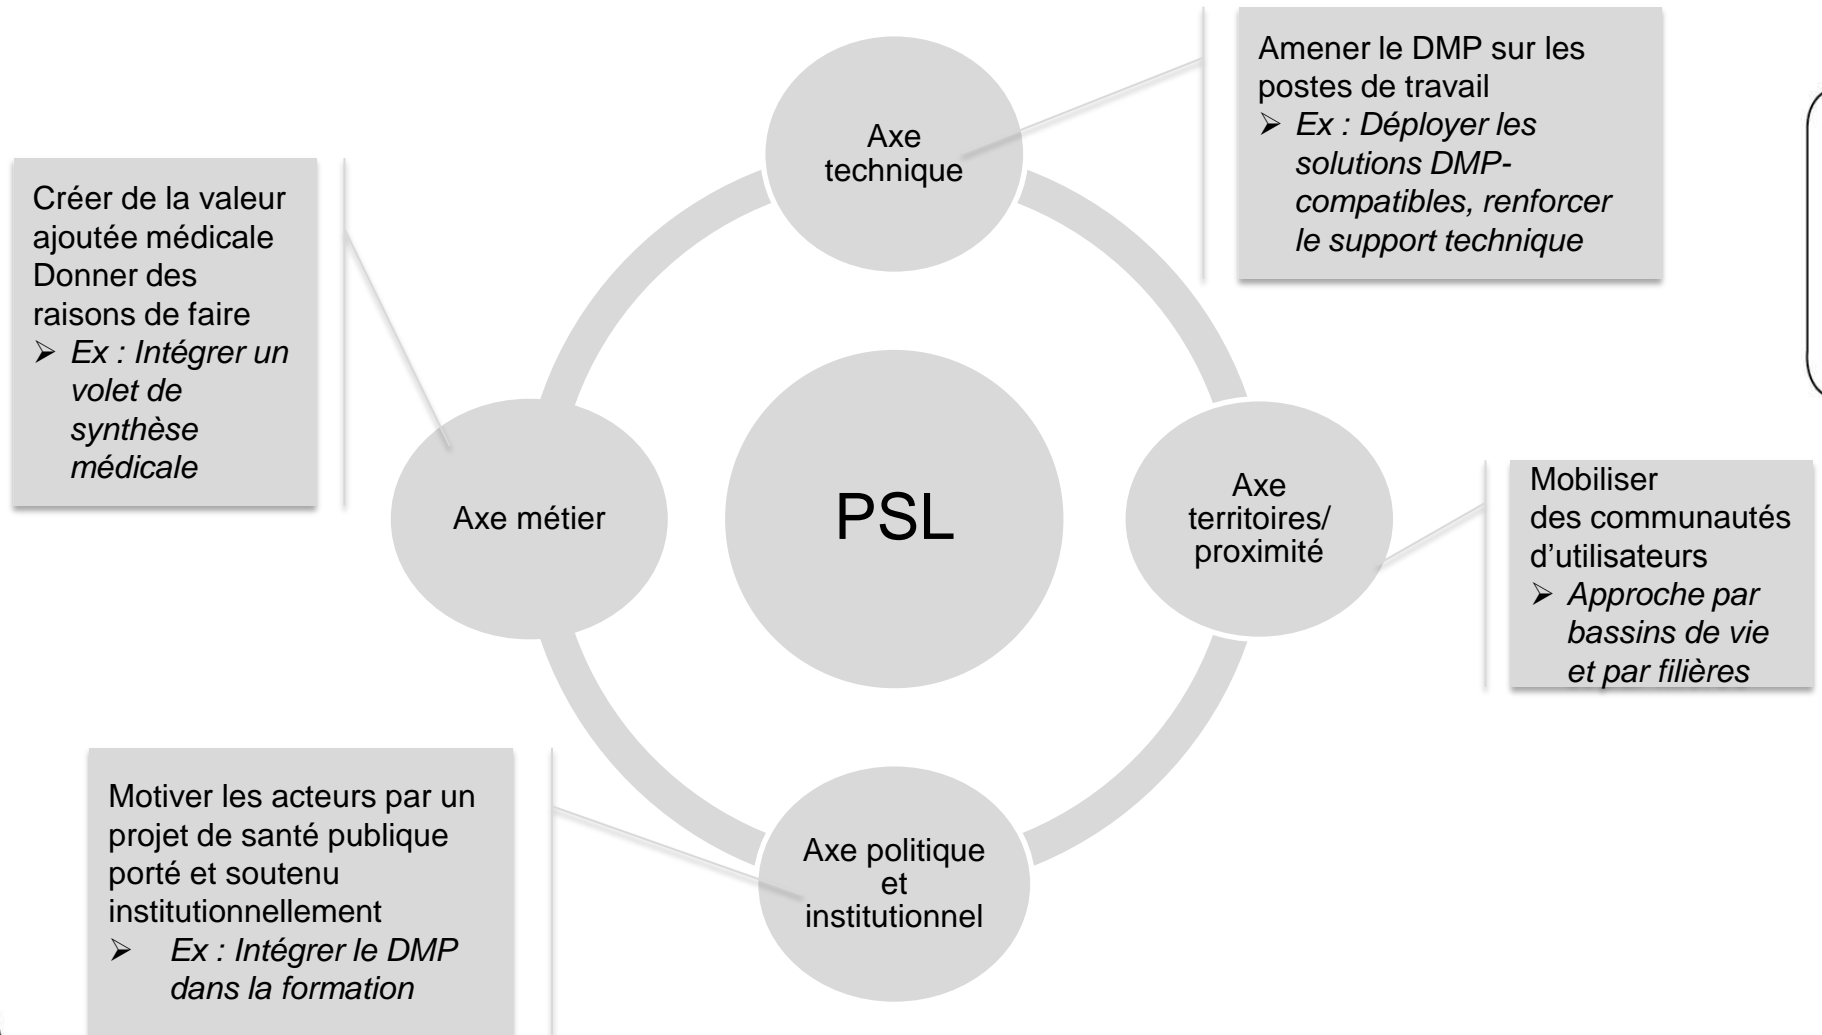 Axe
technique
Amener le DMP sur les
postes de travail
➢ Ex : Déployer les
solutions DMP-
compatibles, renforcer
le support technique
Créer de la valeur
ajoutée médicale
Donner des
raisons de faire
➢ Ex : Intégrer un
volet de
synthèse
médicale
Axe métier
PSL
Axe
territoires/
proximité
Mobiliser
des communautés
d’utilisateurs
➢ Approche par
bassins de vie
et par filières
Motiver les acteurs par un
projet de santé publique
porté et soutenu
institutionnellement
➢ Ex : Intégrer le DMP
dans la formation
Axe politique
et
institutionnel